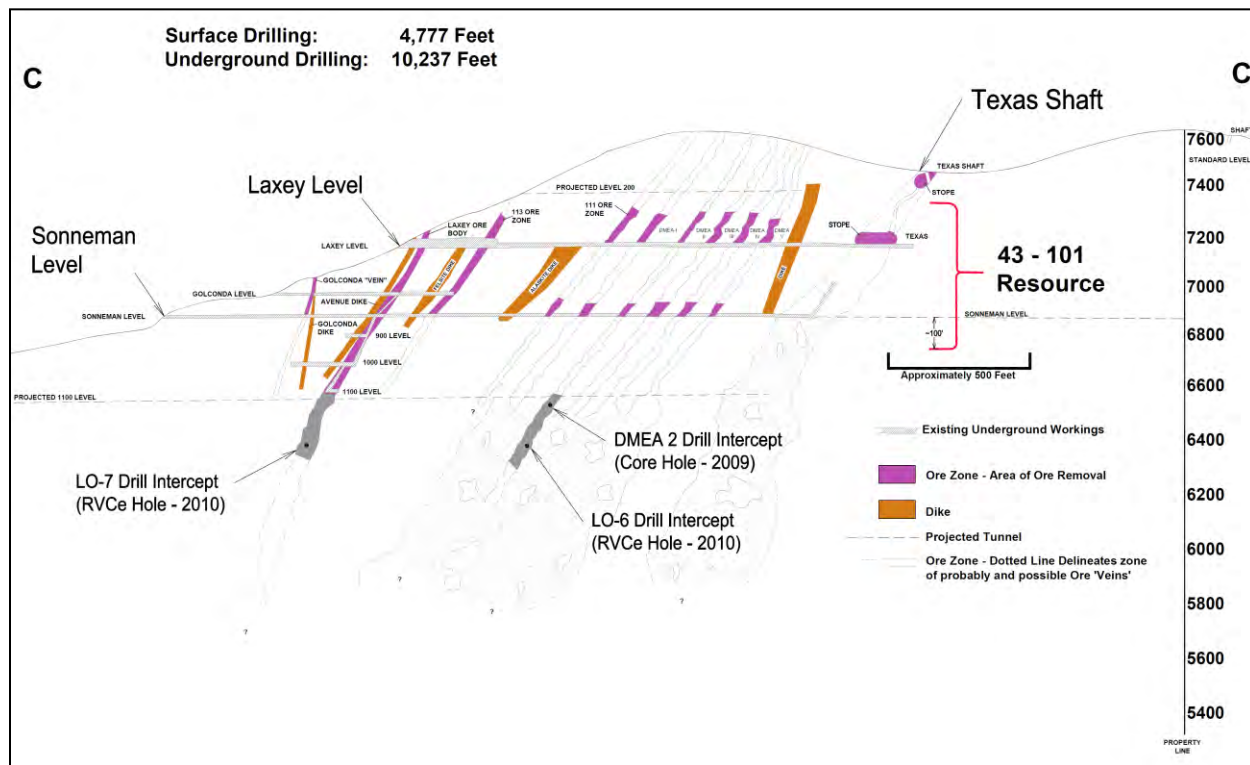 Surface Drilling: 4,777 Feet
Underground Drilling: 10,237 Feet
C
C
Texas Shaft
SHAF
7600
STANDARD LEVEL
TEXAS SHAFT
7400
STOPE
PROJECTED LEVEL 200
Laxey Level
113 ORE
ZONE
111 ORE
ZONE
LAXEY ORE
BODY
STOPE
DMEA I
DMEA
DMEA
DMEA
DMEA
TEXAS
7200
LAXEY LEVEL
Sonneman
Level
43 - 101
Resource
FELSITE DIKE
DIKE
GOLCONDA "VEIN"
7000
GOLCONDA LEVEL
AVENUE DIKE
SONNEMAN LEVEL
SONNEMAN LEVEL
GOLCONDA
DIKE
900 LEVEL
~100'
6800
1000 LEVEL
Approximately 500 Feet
1100 LEVEL
6600
PROJECTED 1100 LEVEL
?
Existing Underground Workings
DMEA 2 Drill Intercept
(Core Hole - 2009)
6400
LO-7 Drill Intercept
(RVCe Hole - 2010)
Ore Zone - Area of Ore Removal
6200
LO-6 Drill Intercept
(RVCe Hole - 2010)
Dike
Projected Tunnel
6000
Ore Zone - Dotted Line Delineates zone
of probably and possible Ore 'Veins'
?
?
?
5800
?
5600
5400
PROPERTY
LINE